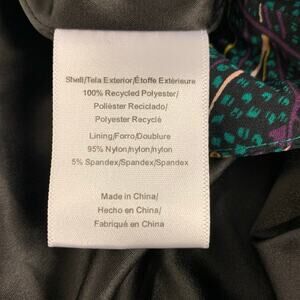 Shell/Tela Exterior/Étoffe Extérieure
100% Recycled Polyester/
Poliéster Reciclado/
Polyester Recyclé
Lining/Forro/Doublure
95% Nylon/nylon/nylon
5% Spandex/Spandex/Spandex
Made in China/
Hecho en China/
Fabriqué en China